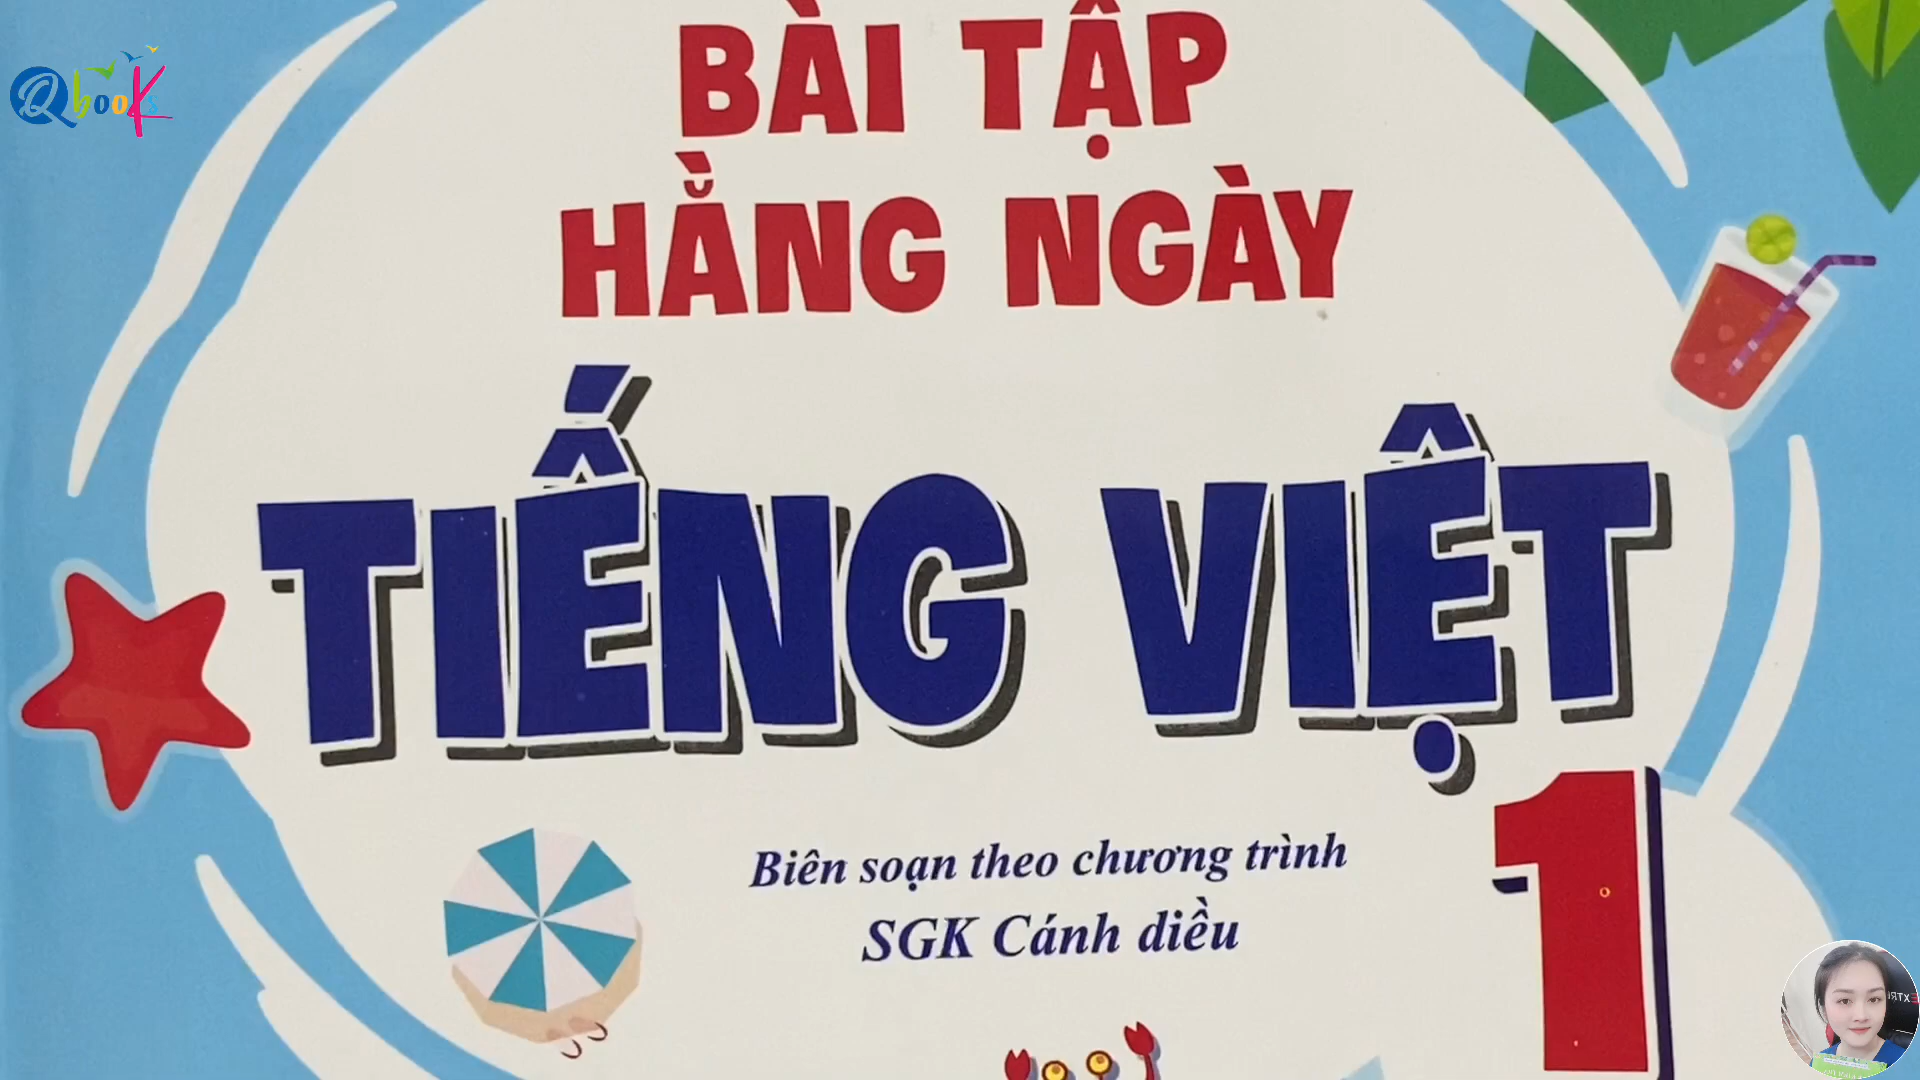 Qbooks
BÀI TẬP
HẰNG NGÀY
TIẾNG VIỆT
1
Biên soạn theo chương trình
SGK Cánh diều